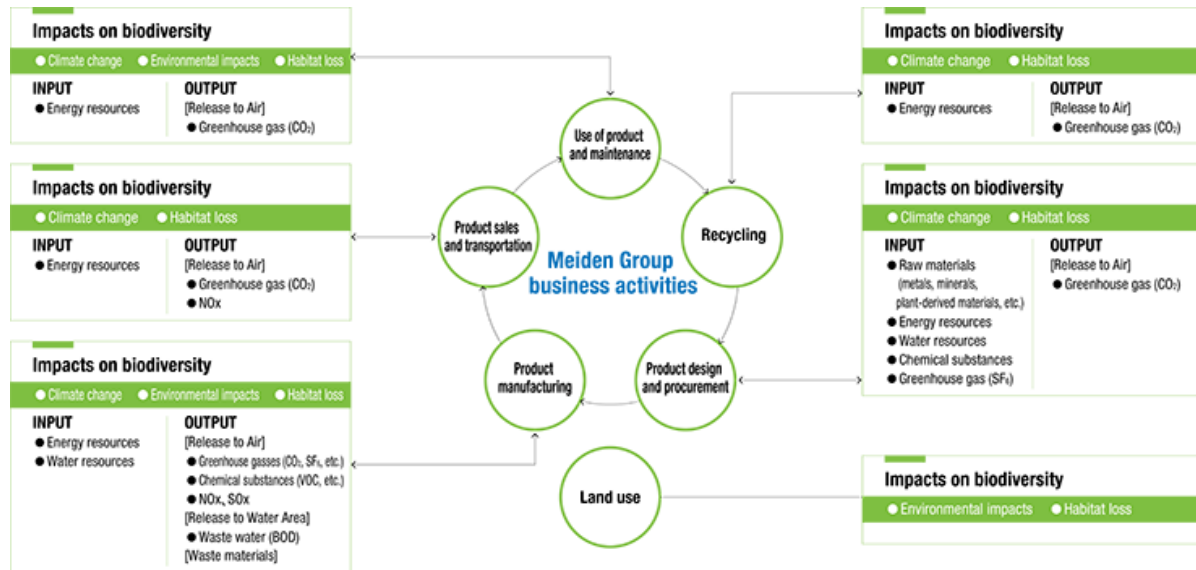 Impacts on biodiversity
● Climate change ● Environmental impacts ● Habitat loss
INPUT
● Energy resources
OUTPUT
[Release to Air]
● Greenhouse gas (CO₂)
Impacts on biodiversity
● Climate change ● Habitat loss
INPUT
● Energy resources
OUTPUT
[Release to Air]
● Greenhouse gas (CO₂)
● NOx
Impacts on biodiversity
● Climate change ● Environmental impacts ● Habitat loss
INPUT
● Energy resources
● Water resources
OUTPUT
[Release to Air]
● Greenhouse gasses (CO₂, SF₆, etc.)
● Chemical substances (VOC, etc.)
● NOx, SOx
[Release to Water Area]
● Waste water (BOD)
[Waste materials]
Use of product
and maintenance
Product sales
and transportation
Recycling
Meiden Group
business activities
Product
manufacturing
Product design
and procurement
Land use
Impacts on biodiversity
● Climate change ● Habitat loss
INPUT
● Energy resources
OUTPUT
[Release to Air]
● Greenhouse gas (CO₂)
Impacts on biodiversity
● Climate change ● Habitat loss
INPUT
● Raw materials
(metals, minerals,
plant-derived materials, etc.)
● Energy resources
● Water resources
● Chemical substances
● Greenhouse gas (SF₆)
OUTPUT
[Release to Air]
● Greenhouse gas (CO₂)
Impacts on biodiversity
● Environmental impacts ● Habitat loss